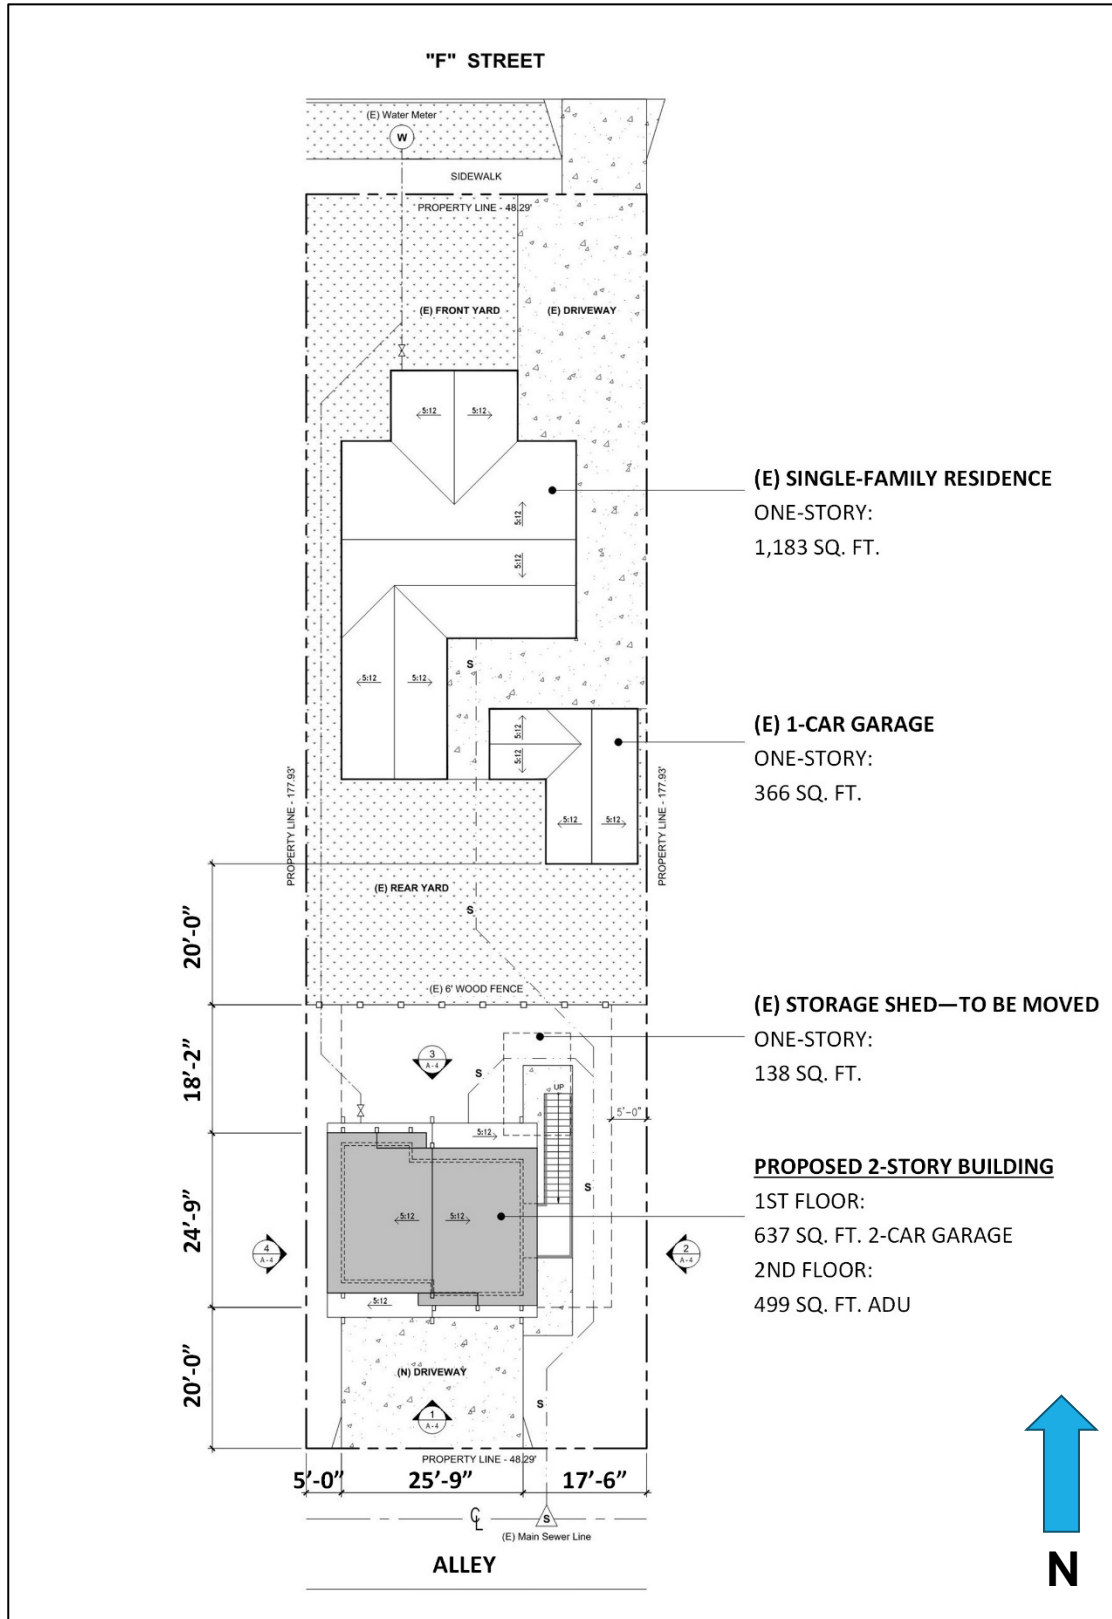 "F" STREET
(E) Water Meter
W
SIDEWALK
PROPERTY LINE - 48.29'
(E) FRONT YARD
(E) DRIVEWAY
5:12
5:12
(E) SINGLE-FAMILY RESIDENCE
ONE-STORY:
1,183 SQ. FT.
5:12
5:12
S
5:12
5:12
(E) 1-CAR GARAGE
ONE-STORY:
366 SQ. FT.
5:12
5:12
5:12
5:12
PROPERTY LINE - 177.93'
PROPERTY LINE - 177.93'
(E) REAR YARD
S
20'-0"
(E) 6' WOOD FENCE
(E) STORAGE SHED—TO BE MOVED
ONE-STORY:
138 SQ. FT.
18'-2"
3
A-4
S
UP
5'-0"
5:12
PROPOSED 2-STORY BUILDING
1ST FLOOR:
637 SQ. FT. 2-CAR GARAGE
2ND FLOOR:
499 SQ. FT. ADU
24'-9"
S
5:12
5:12
4
A-4
2
A-4
5:12
20'-0"
(N) DRIVEWAY
1
A-4
S
PROPERTY LINE - 48.29'
5'-0"
25'-9"
17'-6"
CL
S
(E) Main Sewer Line
ALLEY
N